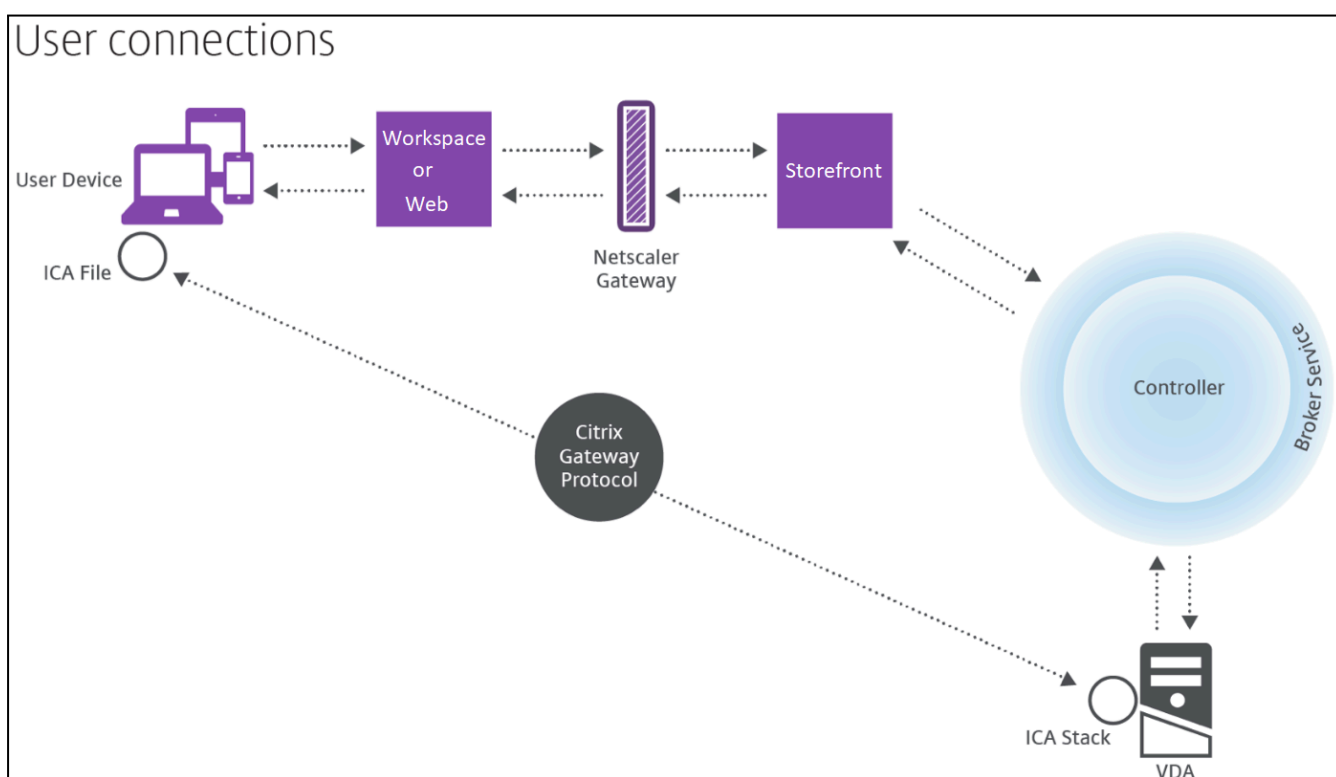 User connections
User Device
Workspace
or
Web
Storefront
Netscaler
Gateway
ICA File
Controller
Broker Service
Citrix
Gateway
Protocol
ICA Stack
VDA